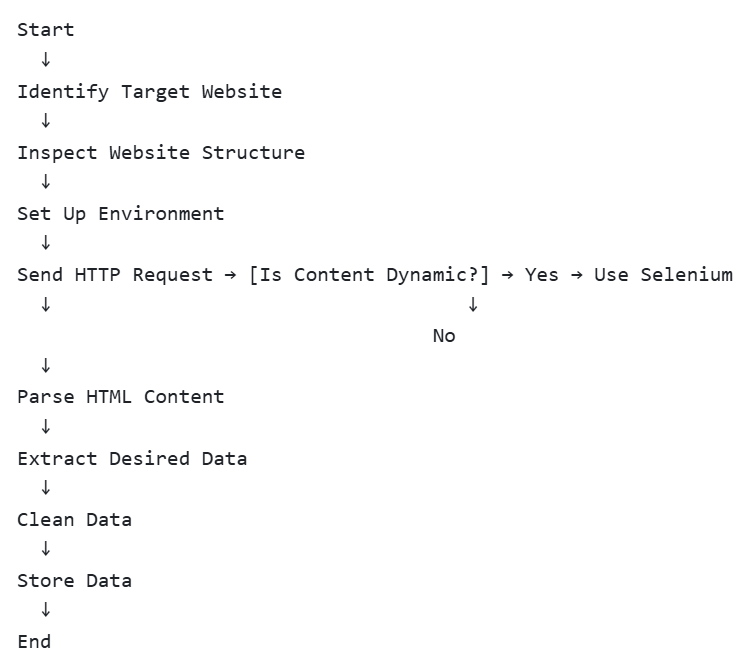 Start
↓
Identify Target Website
↓
Inspect Website Structure
↓
Set Up Environment
↓
Send HTTP Request → [Is Content Dynamic?] → Yes → Use Selenium
↓ ↓
No
↓
Parse HTML Content
↓
Extract Desired Data
↓
Clean Data
↓
Store Data
↓
End